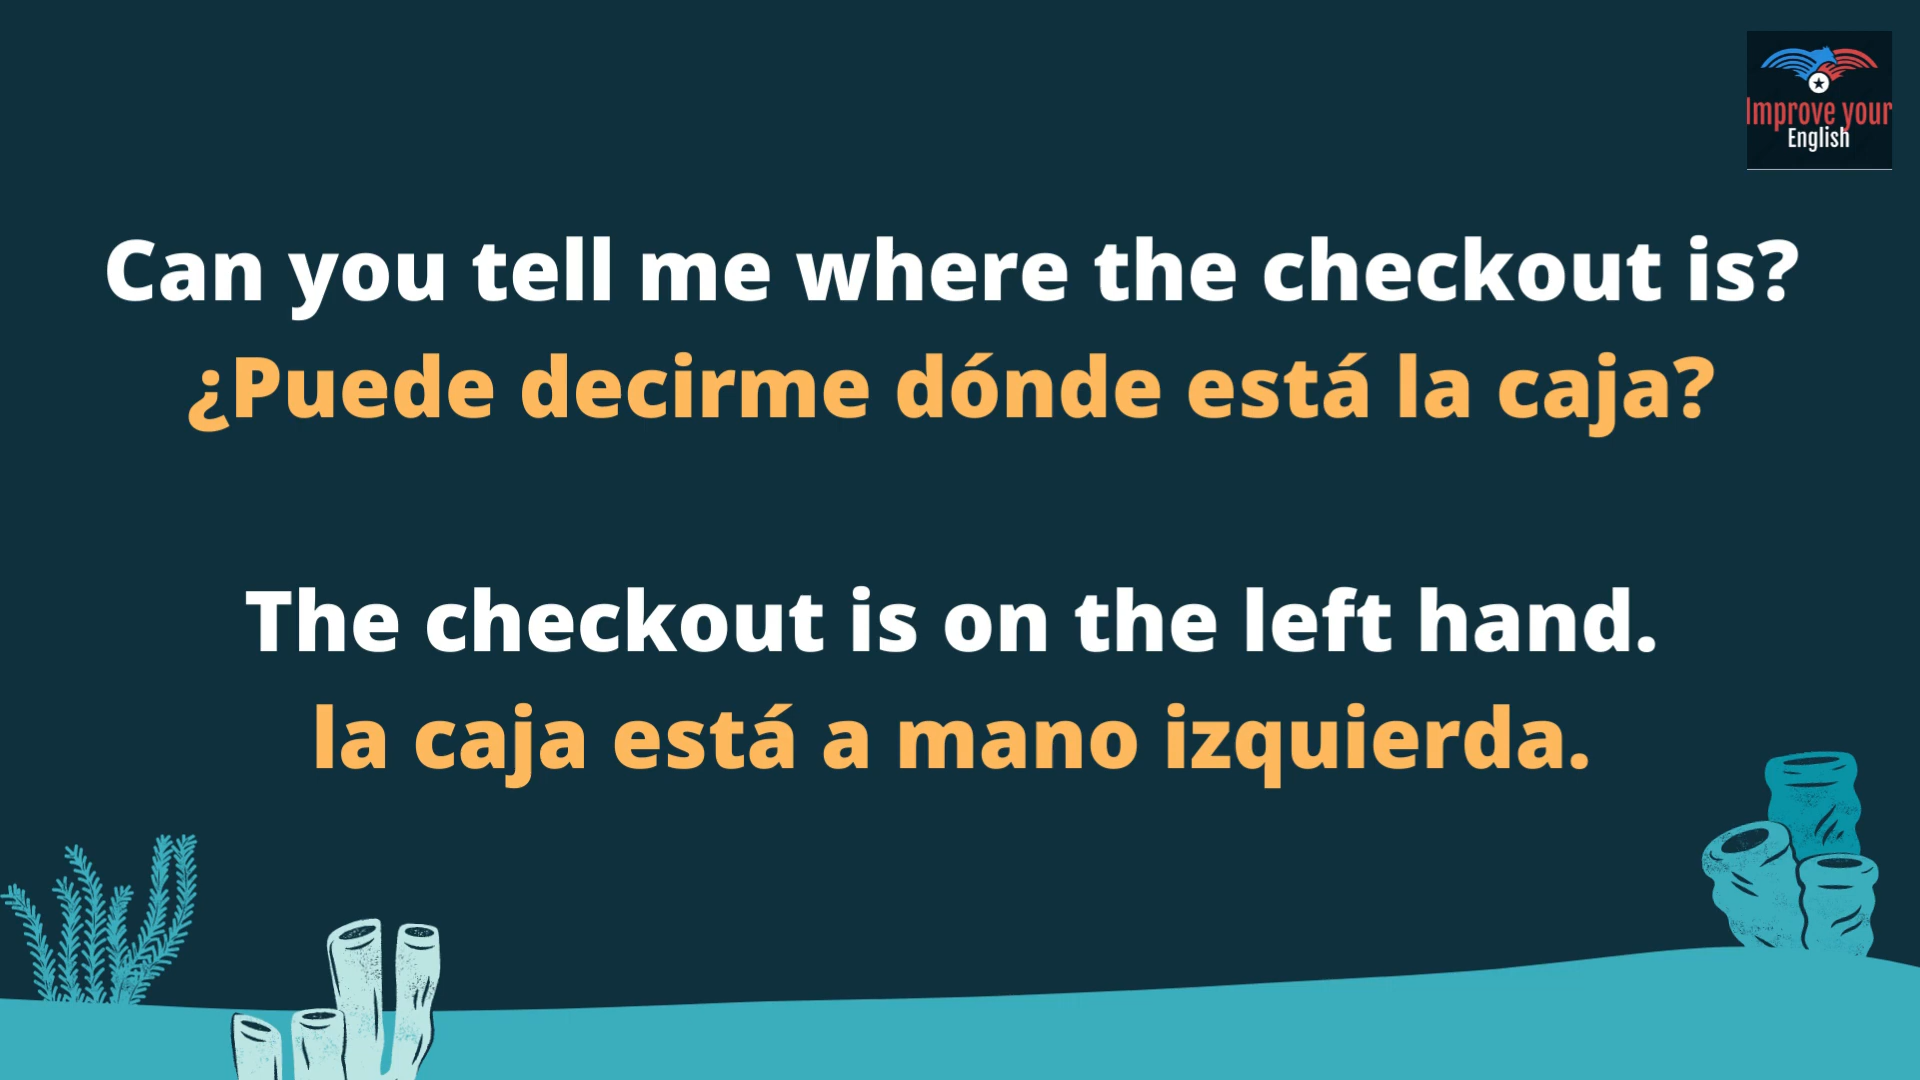 Improve your
English
Can you tell me where the checkout is?
¿Puede decirme dónde está la caja?
The checkout is on the left hand.
la caja está a mano izquierda.